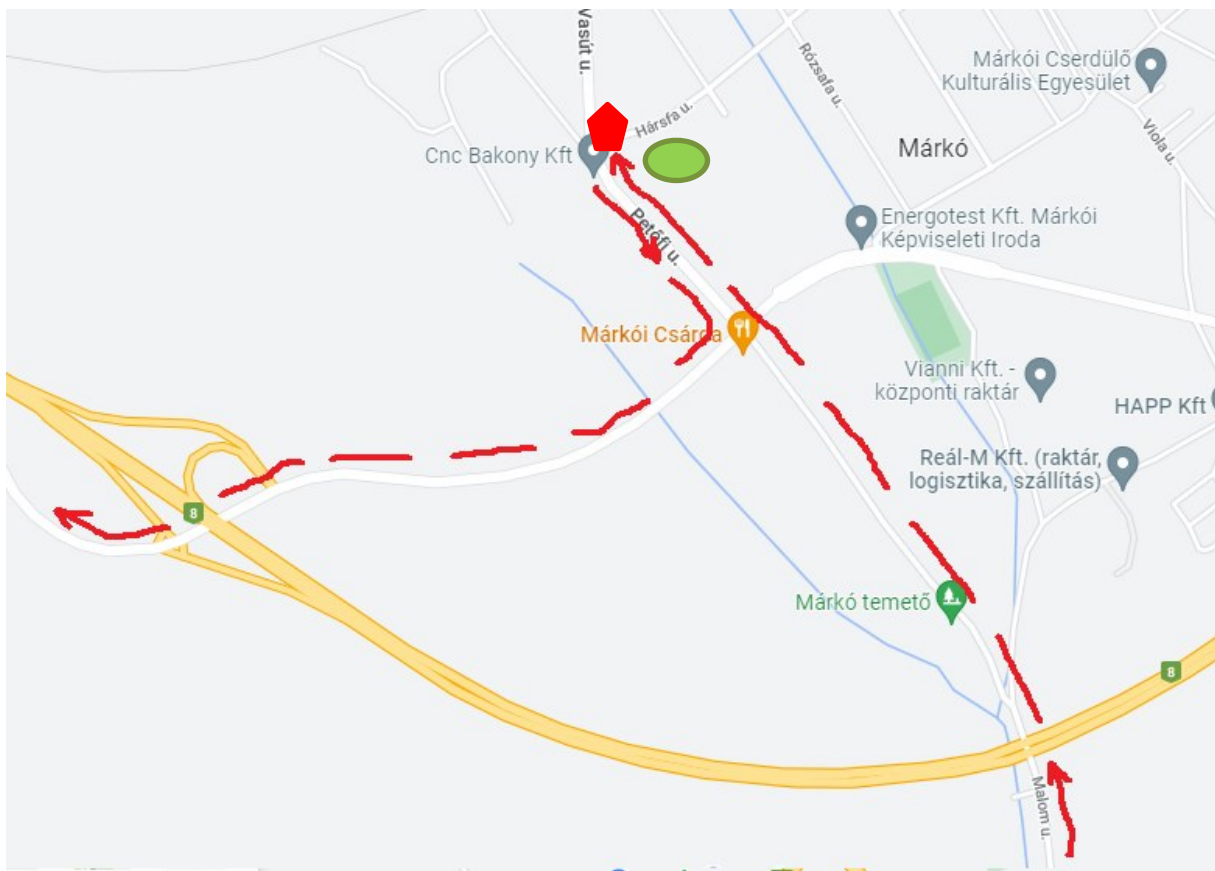 Vasút u.
Hársfa u.
Rózsafa u.
Márkói Cserdülő
Kulturális Egyesület
Viola u.
Cnc Bakony Kft
Márkó
Petőfi u.
Energotest Kft. Márkói
Képviseleti Iroda
Márkói Csárda
Vianni Kft. -
központi raktár
HAPP Kft
Reál-M Kft. (raktár,
logisztika, szállítás)
8
Márkó temető
8
Malom u.